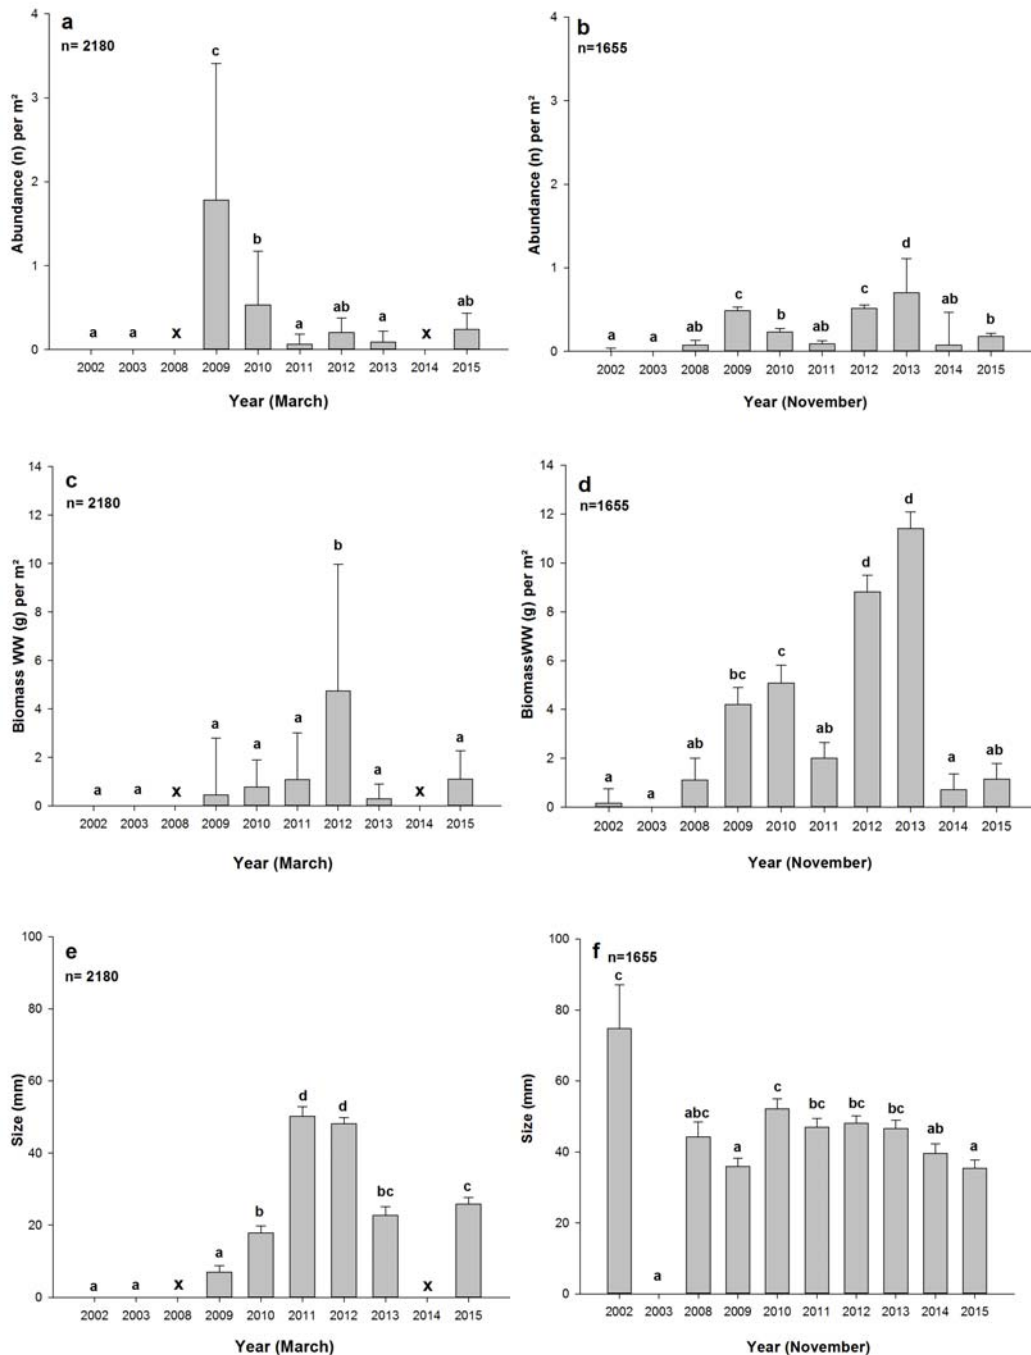 a
n= 2180
Abundance (n) per m²
4
3
2
1
0
a a x c b a ab a x ab
2002 2003 2008 2009 2010 2011 2012 2013 2014 2015
Year (March)
b
n=1655
Abundance (n) per m²
4
3
2
1
0
a a ab c b ab c d ab b
2002 2003 2008 2009 2010 2011 2012 2013 2014 2015
Year (November)
c
n= 2180
Biomass WW (g) per m²
14
12
10
8
6
4
2
0
a a x a a a b a x a
2002 2003 2008 2009 2010 2011 2012 2013 2014 2015
Year (March)
d
n=1655
BiomassWW (g) per m²
14
12
10
8
6
4
2
0
a a ab bc c ab d d a ab
2002 2003 2008 2009 2010 2011 2012 2013 2014 2015
Year (November)
e
n= 2180
Size (mm)
100
80
60
40
20
0
a a x a b d d bc x c
2002 2003 2008 2009 2010 2011 2012 2013 2014 2015
Year (March)
f
n=1655
Size (mm)
100
80
60
40
20
0
c a abc a c bc bc bc ab a
2002 2003 2008 2009 2010 2011 2012 2013 2014 2015
Year (November)